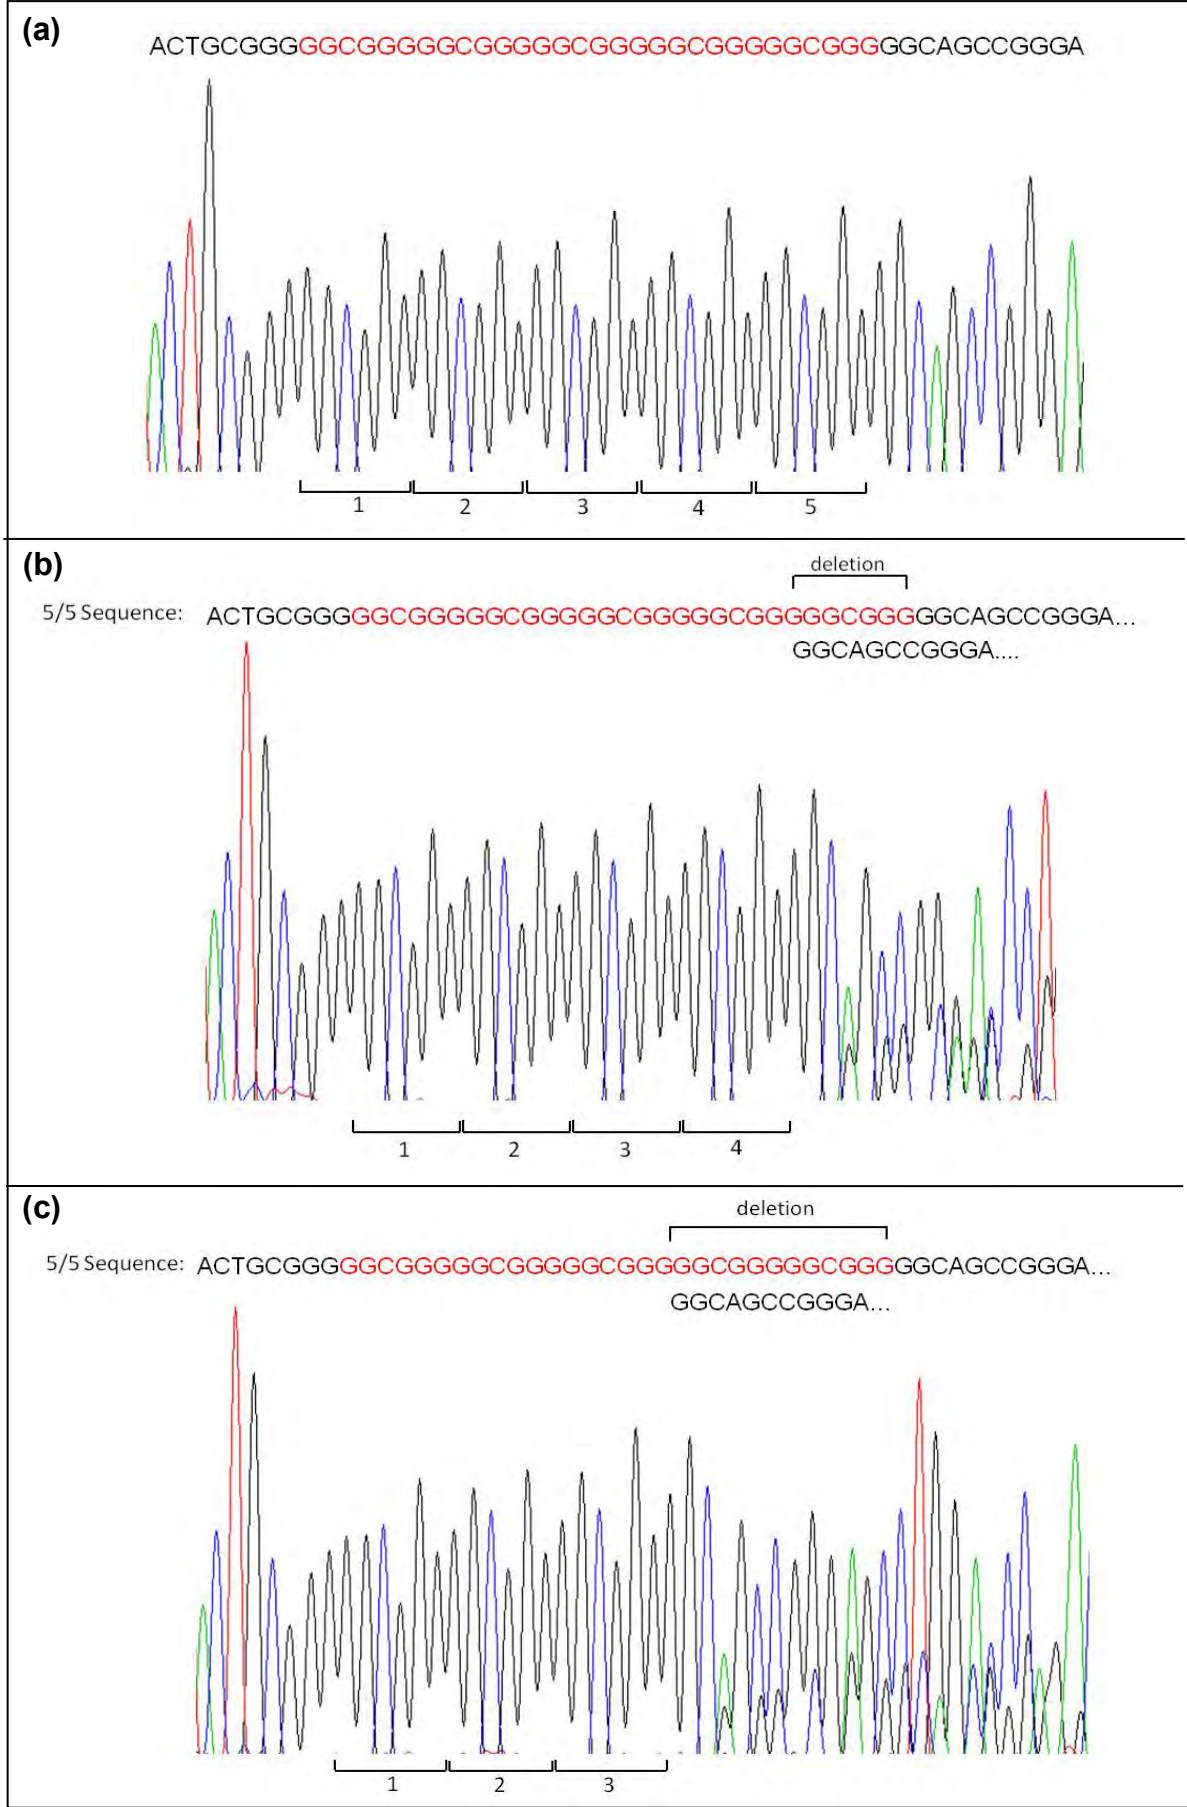 (a)
ACTGCGGGGGCGGGGGCGGGGGCGGGGGCGGGGGCGGGGGCAGCCGGGA
1 2 3 4 5
(b)
deletion
5/5 Sequence: ACTGCGGGGGCGGGGGCGGGGGCGGGGGCGGGGGCGGGGGCAGCCGGGA...
GGCAGCCGGGA....
1 2 3 4
(c)
deletion
5/5 Sequence: ACTGCGGGGGCGGGGGCGGGGGCGGGGGCGGGGGCGGGGGCAGCCGGGA...
GGCAGCCGGGA...
1 2 3